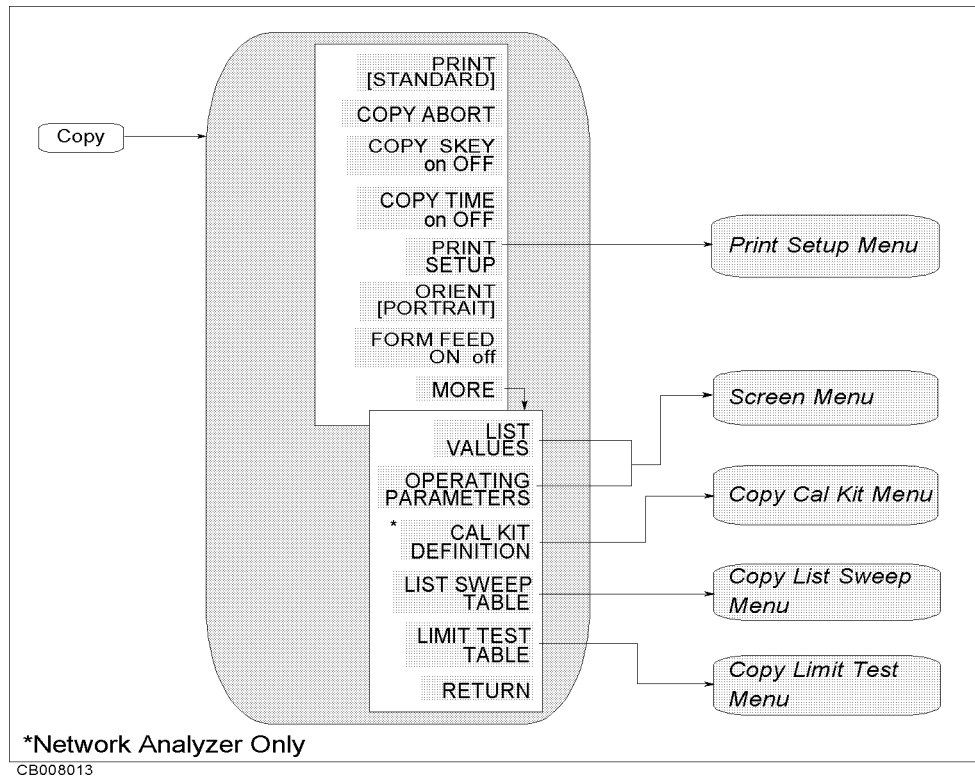 Copy
PRINT
[STANDARD]
COPY ABORT
COPY SKEY
on OFF
COPY TIME
on OFF
PRINT
SETUP
ORIENT
[PORTRAIT]
FORM FEED
ON off
MORE
LIST
VALUES
OPERATING
PARAMETERS
* CAL KIT
DEFINITION
LIST SWEEP
TABLE
LIMIT TEST
TABLE
RETURN
Print Setup Menu
Screen Menu
Copy Cal Kit Menu
Copy List Sweep
Menu
Copy Limit Test
Menu
*Network Analyzer Only
CB008013